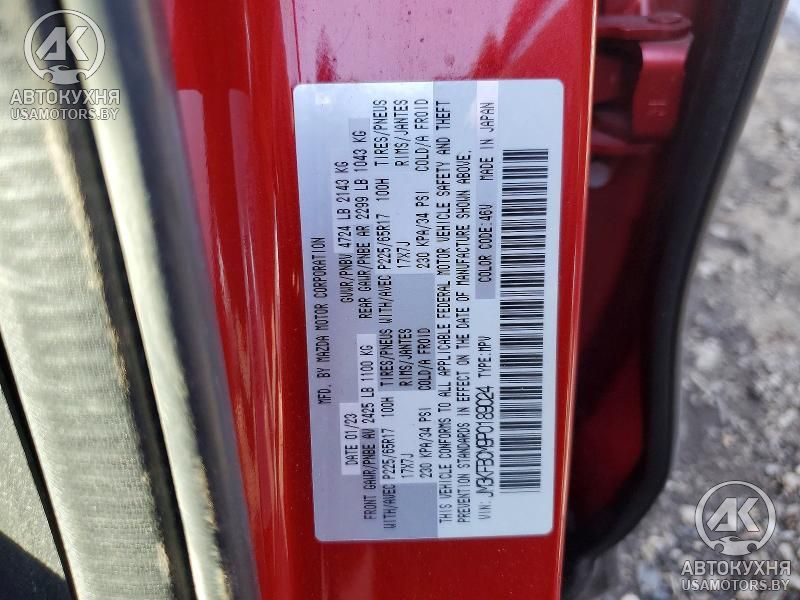 MFD. BY MAZDA MOTOR CORPORATION
DATE 01/23 GVWR/PNBV 4724 LB 2143 KG
FRONT GAWR/PNBE AV 2425 LB 1100 KG REAR GAWR/PNBE AR 2299 LB 1043 KG
WITH/AVEC P225/65R17 100H TIRES/PNEUS WITH/AVEC P225/65R17 100H TIRES/PNEUS
17X7J RIMS/JANTES 17X7J RIMS/JANTES
230 KPA/34 PSI COLD/A FROID 230 KPA/34 PSI COLD/A FROID
THIS VEHICLE CONFORMS TO ALL APPLICABLE FEDERAL MOTOR VEHICLE SAFETY AND THEFT
PREVENTION STANDARDS IN EFFECT ON THE DATE OF MANUFACTURE SHOWN ABOVE.
VIN: JM3KFBCM9P0189024 TYPE:MPV COLOR CODE:46V MADE IN JAPAN
АК
АВТОКУХНЯ
USAMOTORS.BY
АК
АВТОКУХНЯ
USAMOTORS.BY